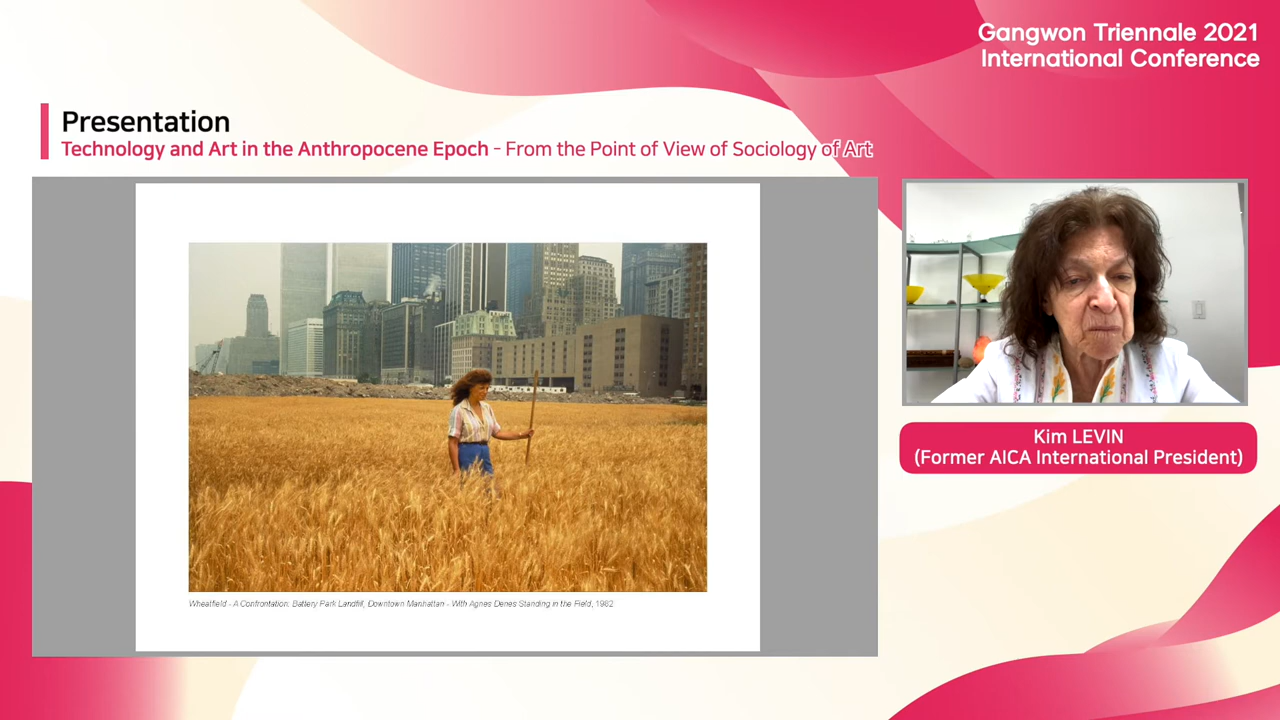 Gangwon Triennale 2021
International Conference
Presentation
Technology and Art in the Anthropocene Epoch - From the Point of View of Sociology of Art
Wheatfield - A Confrontation: Battery Park Landfill, Downtown Manhattan - With Agnes Denes Standing in the Field, 1982
Kim LEVIN
(Former AICA International President)